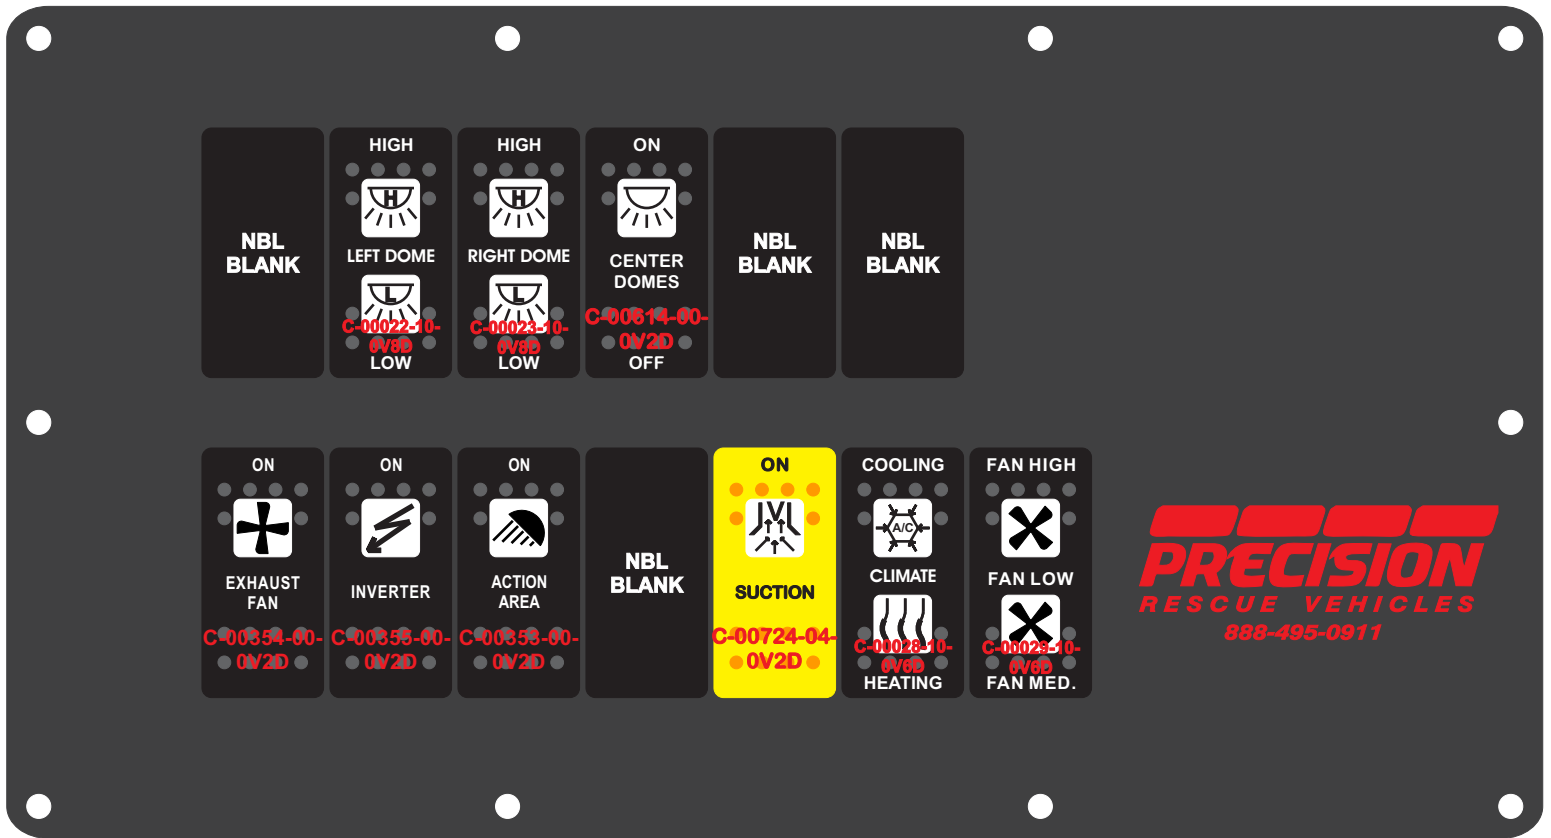 NBL
BLANK
HIGH
H
LEFT DOME
L
C-00022-10-
0V8D
LOW
HIGH
H
RIGHT DOME
L
C-00023-10-
0V8D
LOW
ON
CENTER
DOMES
C-00614-00-
0V2D
OFF
NBL
BLANK
NBL
BLANK
ON
EXHAUST
FAN
C-00354-00-
0V2D
ON
INVERTER
C-00355-00-
0V2D
ON
ACTION
AREA
C-00353-00-
0V2D
NBL
BLANK
ON
V
SUCTION
C-00724-04-
0V2D
COOLING
A/C
CLIMATE
C-00028-10-
0V6D
HEATING
FAN HIGH
FAN LOW
C-00029-10-
0V6D
FAN MED.
PRECISION
RESCUE VEHICLES
888-495-0911